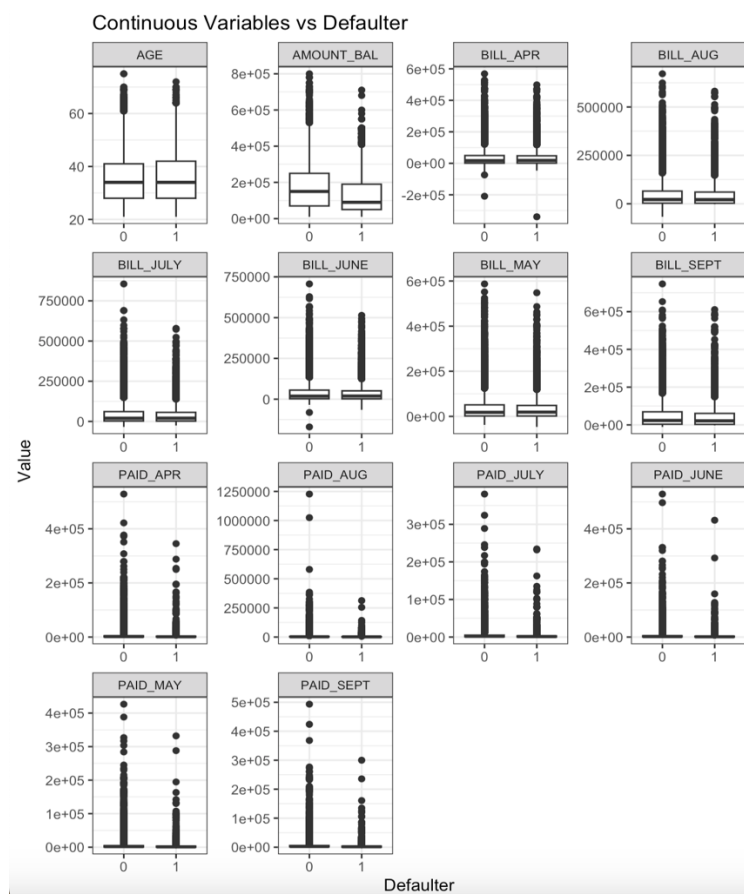 Continuous Variables vs Defaulter
AGE
60
40
20
0 1
AMOUNT_BAL
8e+05
6e+05
4e+05
2e+05
0e+00
0 1
BILL_APR
6e+05
4e+05
2e+05
0e+00
-2e+05
0 1
BILL_AUG
500000
250000
0
0 1
BILL_JULY
750000
500000
250000
0
0 1
BILL_JUNE
750000
500000
250000
0
0 1
BILL_MAY
6e+05
4e+05
2e+05
0e+00
0 1
BILL_SEPT
6e+05
4e+05
2e+05
0e+00
0 1
PAID_APR
4e+05
2e+05
0e+00
0 1
PAID_AUG
1250000
1000000
750000
500000
250000
0
0 1
PAID_JULY
3e+05
2e+05
1e+05
0e+00
0 1
PAID_JUNE
4e+05
2e+05
0e+00
0 1
PAID_MAY
4e+05
3e+05
2e+05
1e+05
0e+00
0 1
PAID_SEPT
5e+05
4e+05
3e+05
2e+05
1e+05
0e+00
0 1
Value
Defaulter